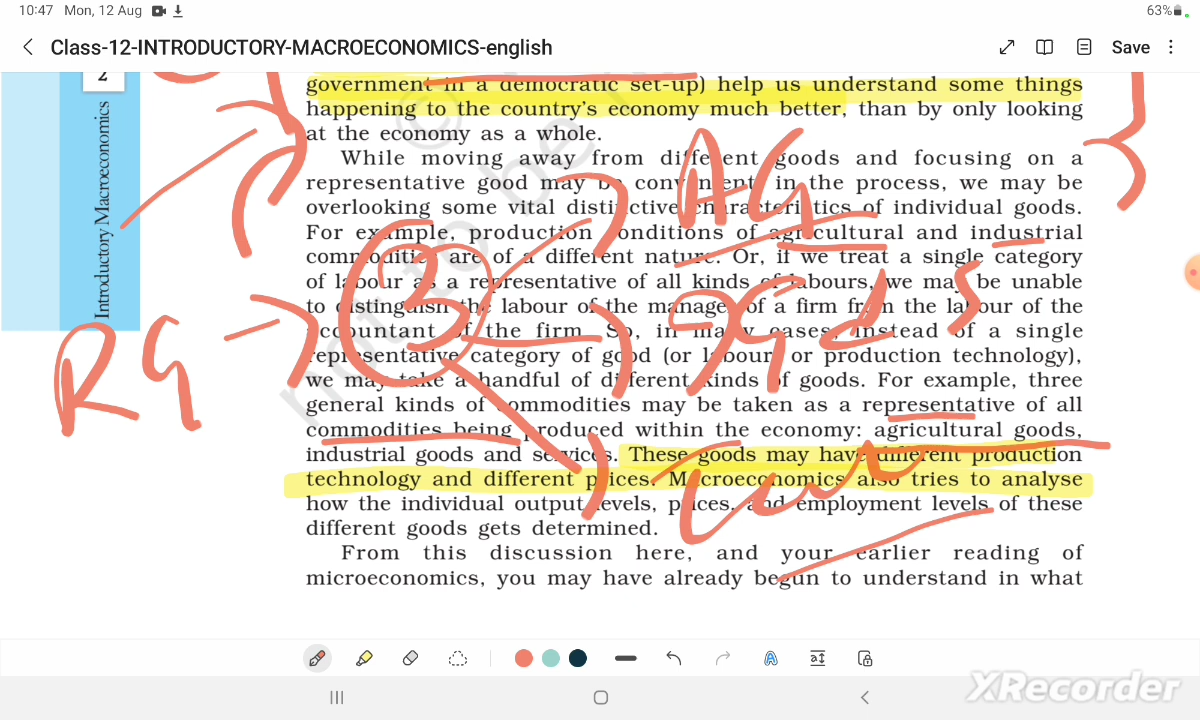 10:47 Mon, 12 Aug
63%
Class-12-INTRODUCTORY-MACROECONOMICS-english
Save
2
Introductory Macroeconomics
government in a democratic set-up) help us understand some things
happening to the country's economy much better, than by only looking
at the economy as a whole.
While moving away from different goods and focusing on a
representative good may be convenient, in the process, we may be
overlooking some vital distinctive characteristics of individual goods.
For example, production conditions of agricultural and industrial
commodities are of a different nature. Or, if we treat a single category
of labour as a representative of all kinds of labours, we may be unable
to distinguish the labour of the manager of a firm from the labour of the
accountant of the firm. So, in many cases, instead of a single
representative category of good (or labour, or production technology),
we may take a handful of different kinds of goods. For example, three
general kinds of commodities may be taken as a representative of all
commodities being produced within the economy: agricultural goods,
industrial goods and services. These goods may have different production
technology and different prices. Macroeconomics also tries to analyse
how the individual output levels, prices, and employment levels of these
different goods gets determined.
From this discussion here, and your earlier reading of
microeconomics, you may have already begun to understand in what
RG
3
AG
not to be
©
XRecorder